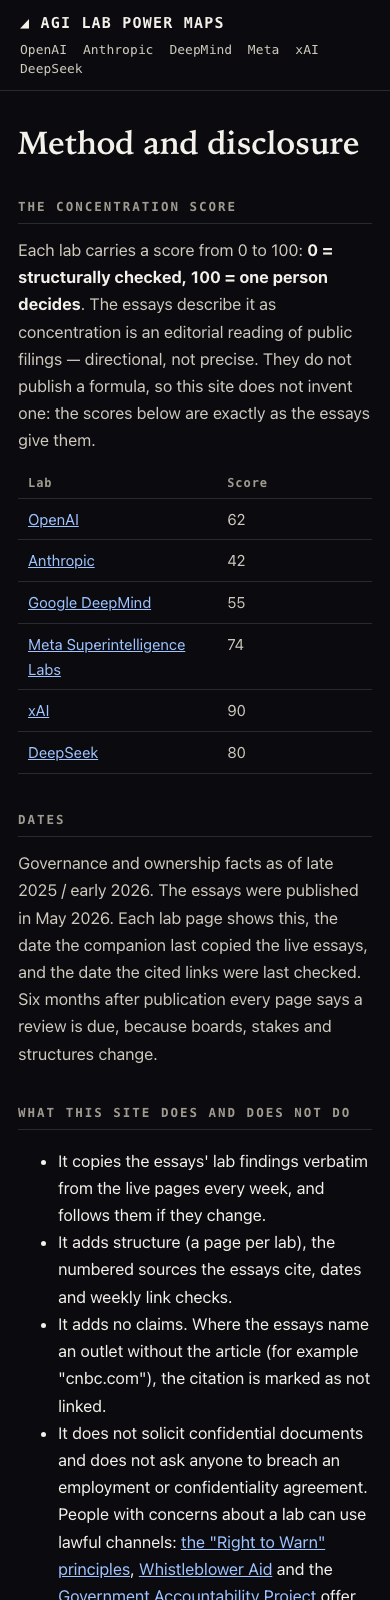 ◢ AGI LAB POWER MAPS
OpenAI Anthropic DeepMind Meta xAI
DeepSeek
Method and disclosure
THE CONCENTRATION SCORE
Each lab carries a score from 0 to 100: 0 =
structurally checked, 100 = one person
decides. The essays describe it as
concentration is an editorial reading of public
filings — directional, not precise. They do not
publish a formula, so this site does not invent
one: the scores below are exactly as the essays
give them.
Lab Score
OpenAI 62
Anthropic 42
Google DeepMind 55
Meta Superintelligence 74
Labs
xAI 90
DeepSeek 80
DATES
Governance and ownership facts as of late
2025 / early 2026. The essays were published
in May 2026. Each lab page shows this, the
date the companion last copied the live essays,
and the date the cited links were last checked.
Six months after publication every page says a
review is due, because boards, stakes and
structures change.
WHAT THIS SITE DOES AND DOES NOT DO
• It copies the essays' lab findings verbatim
from the live pages every week, and
follows them if they change.
• It adds structure (a page per lab), the
numbered sources the essays cite, dates
and weekly link checks.
• It adds no claims. Where the essays name
an outlet without the article (for example
"cnbc.com"), the citation is marked as not
linked.
• It does not solicit confidential documents
and does not ask anyone to breach an
employment or confidentiality agreement.
People with concerns about a lab can use
lawful channels: the "Right to Warn"
principles, Whistleblower Aid and the
Government Accountability Project offer